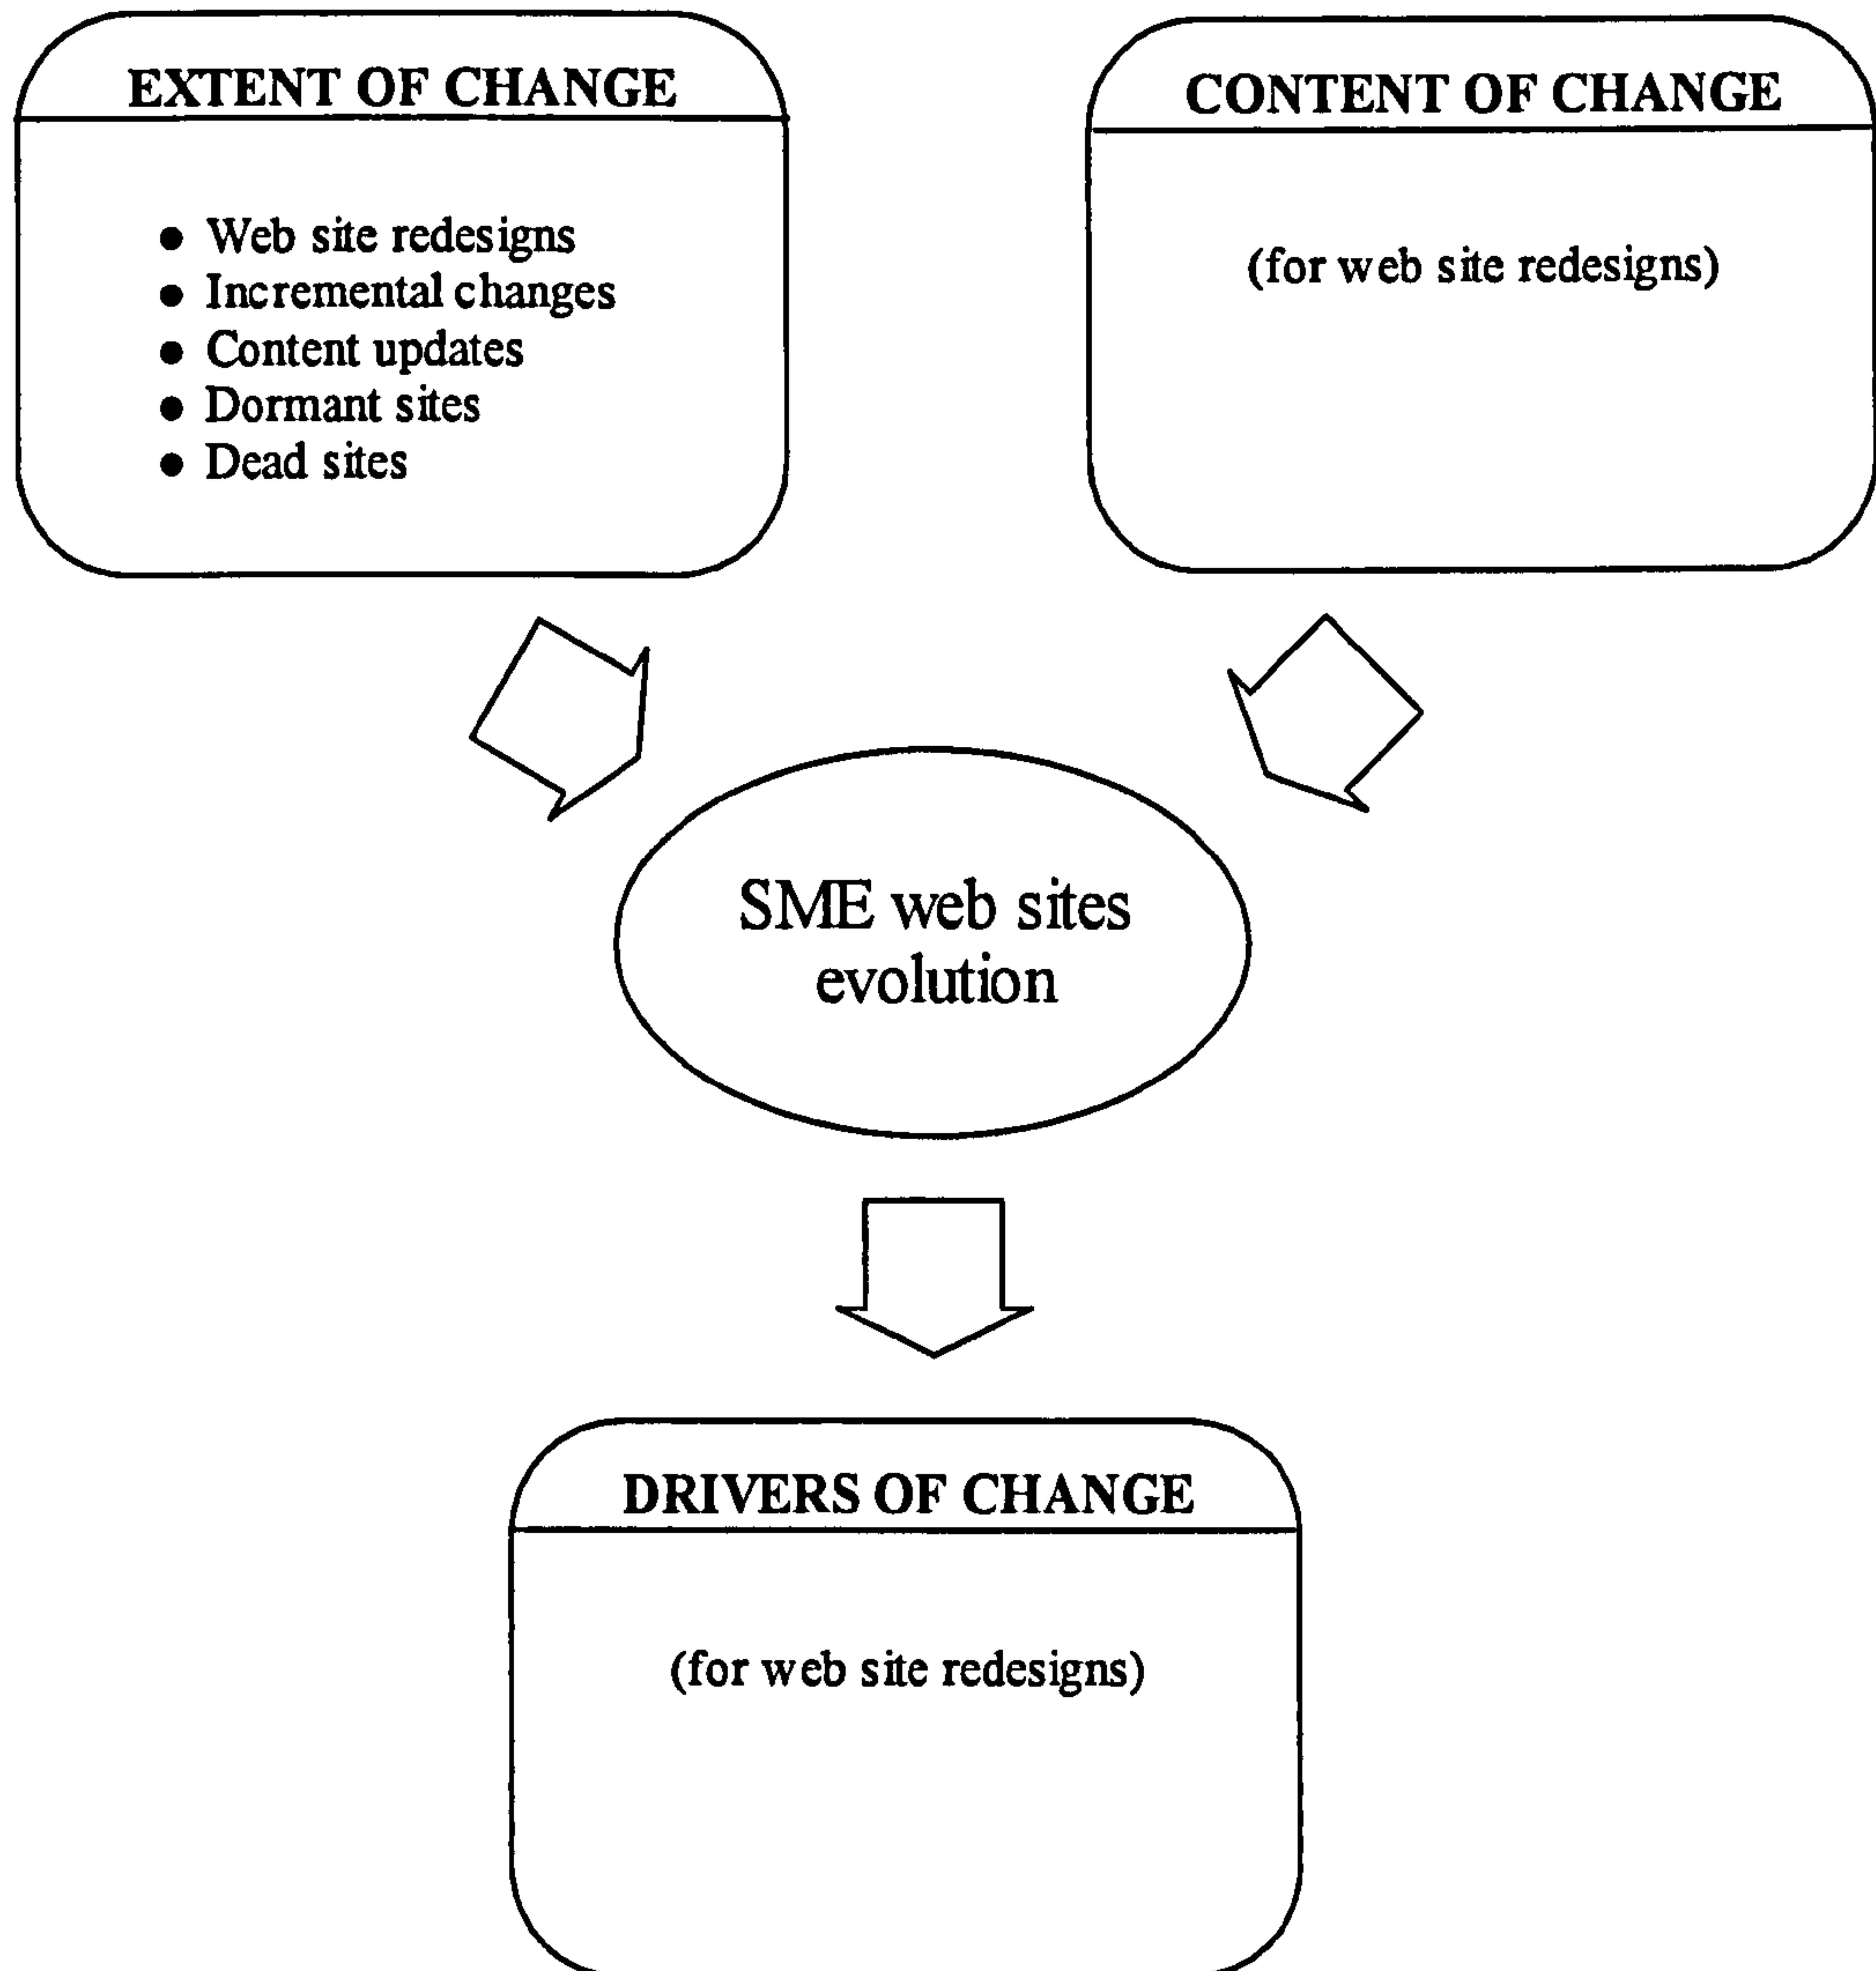 EXTENT OF CHANGE
● Web site redesigns
● Incremental changes
● Content updates
● Dormant sites
● Dead sites
CONTENT OF CHANGE
(for web site redesigns)
SME web sites
evolution
DRIVERS OF CHANGE
(for web site redesigns)